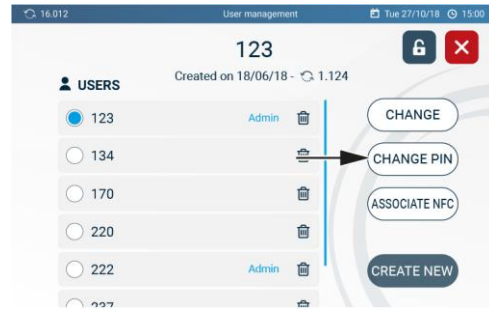 16.012 User management Tue 27/10/18 15:00
123
Created on 18/06/18 - 1.124
USERS
123 Admin
CHANGE
134
CHANGE PIN
170
ASSOCIATE NFC
220
222 Admin
CREATE NEW
237